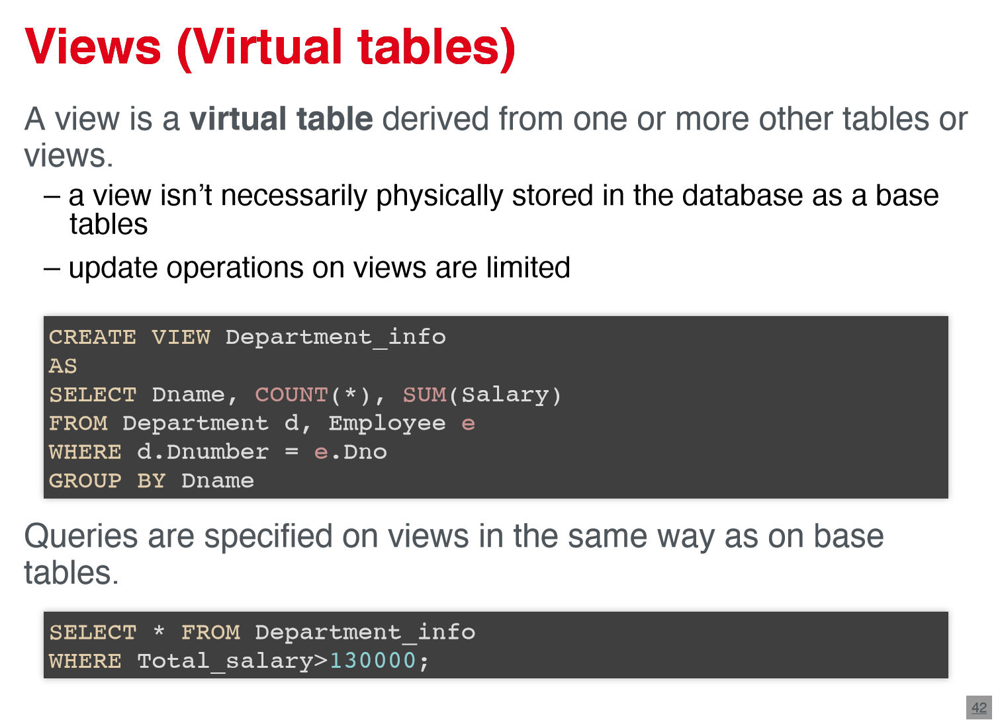 Views (Virtual tables)
A view is a virtual table derived from one or more other tables or
views.
– a view isn’t necessarily physically stored in the database as a base
tables
– update operations on views are limited
CREATE VIEW Department_info
AS
SELECT Dname, COUNT(*), SUM(Salary)
FROM Department d, Employee e
WHERE d.Dnumber = e.Dno
GROUP BY Dname
Queries are specified on views in the same way as on base
tables.
SELECT * FROM Department_info
WHERE Total_salary>130000;
42